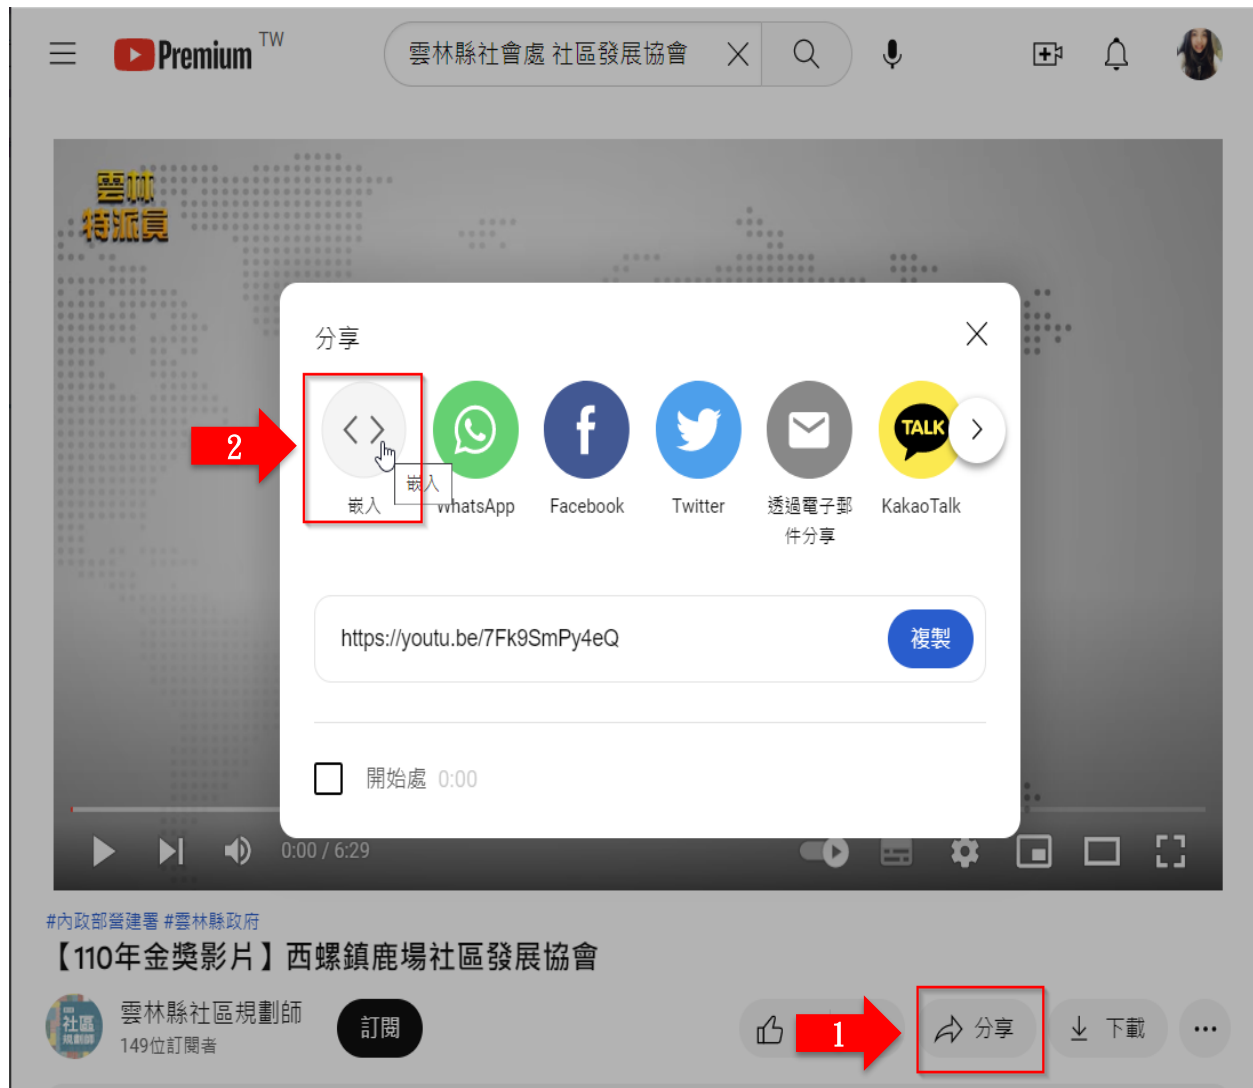 Premium TW
雲林縣社會處 社區發展協會
雲林
特派員
分享
2
嵌入
TALK
嵌入
WhatsApp
Facebook
Twitter
透過電子郵
件分享
KakaoTalk
https://youtu.be/7Fk9SmPy4eQ
複製
開始處 0:00
0:00 / 6:29
#內政部營建署 #雲林縣政府
【110年金獎影片】西螺鎮鹿場社區發展協會
社區
規劃師
雲林縣社區規劃師
149位訂閱者
訂閱
1
分享
下載